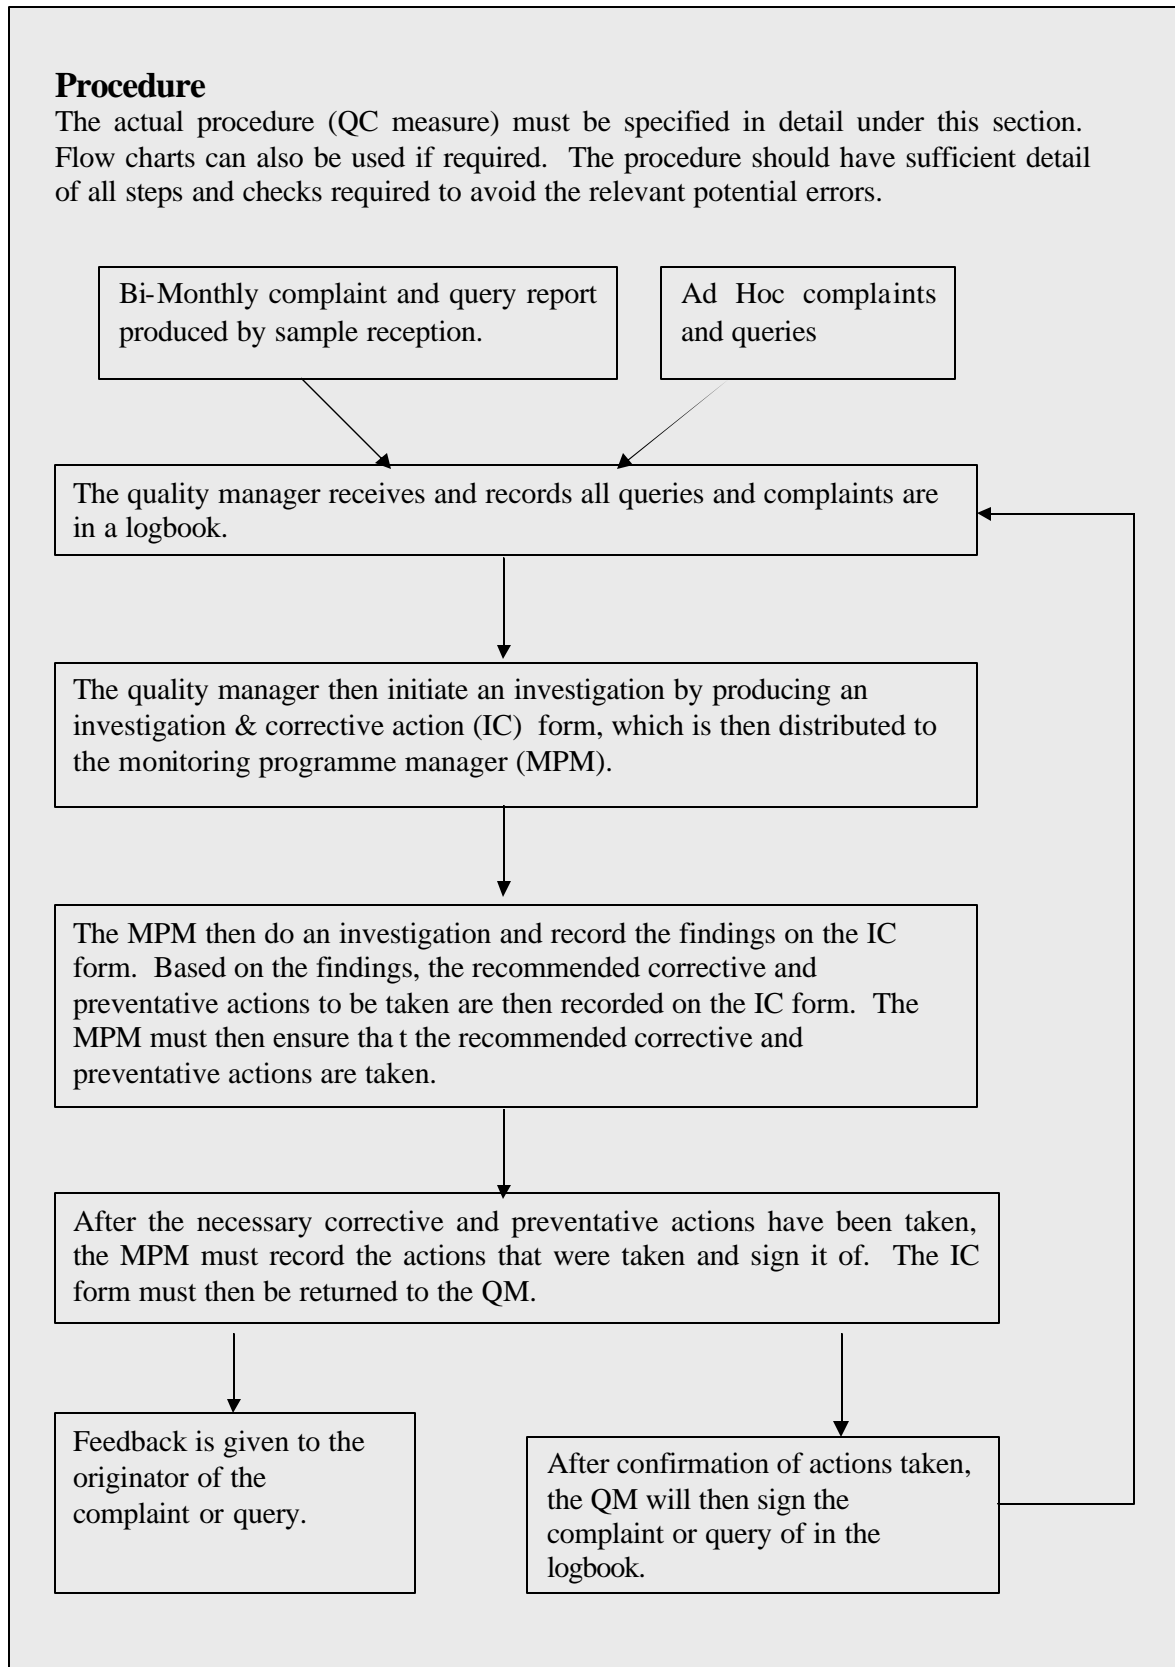 Procedure
The actual procedure (QC measure) must be specified in detail under this section.
Flow charts can also be used if required. The procedure should have sufficient detail
of all steps and checks required to avoid the relevant potential errors.
Bi-Monthly complaint and query report
produced by sample reception.
Ad Hoc complaints
and queries
The quality manager receives and records all queries and complaints are
in a logbook.
The quality manager then initiate an investigation by producing an
investigation & corrective action (IC) form, which is then distributed to
the monitoring programme manager (MPM).
The MPM then do an investigation and record the findings on the IC
form. Based on the findings, the recommended corrective and
preventative actions to be taken are then recorded on the IC form. The
MPM must then ensure tha t the recommended corrective and
preventative actions are taken.
After the necessary corrective and preventative actions have been taken,
the MPM must record the actions that were taken and sign it of. The IC
form must then be returned to the QM.
Feedback is given to the
originator of the
complaint or query.
After confirmation of actions taken,
the QM will then sign the
complaint or query of in the
logbook.